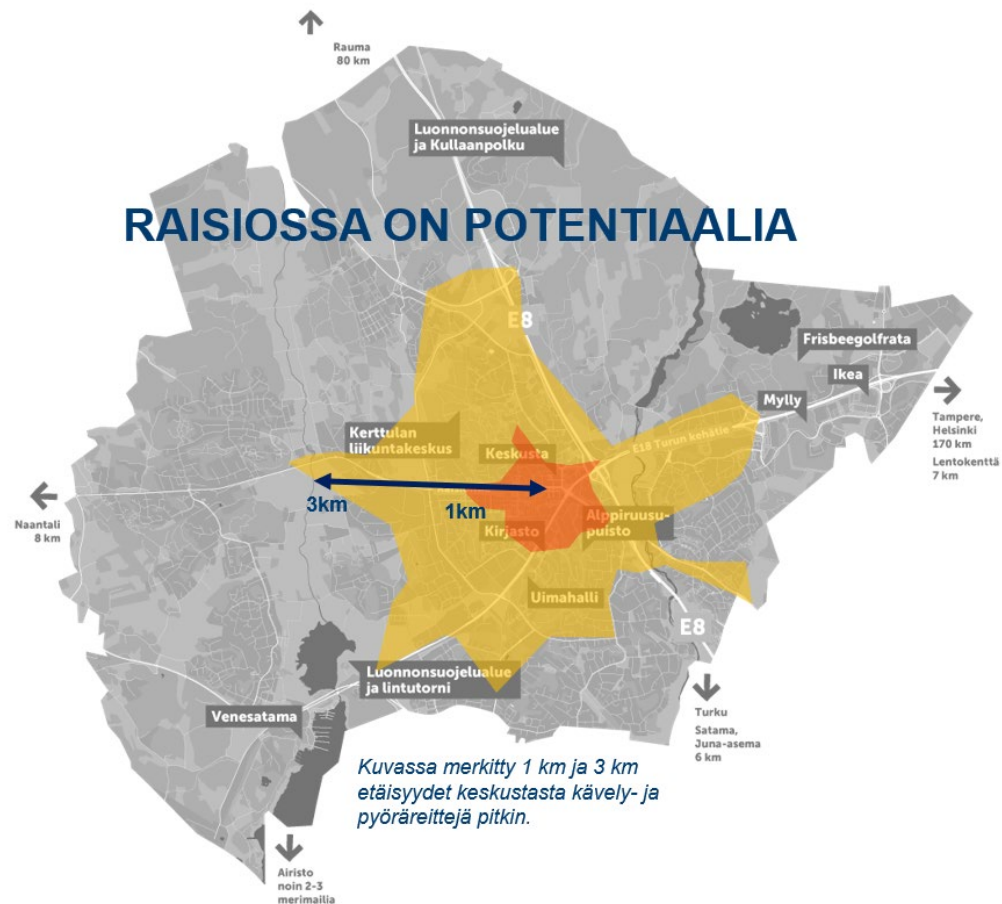 Rauma
80 km
Luonnonsuojelualue
ja Kullaanpolku
RAISIOSSA ON POTENTIAALIA
E8
Frisbeegolfrata
Ikea
Mylly
Tampere,
Helsinki
170 km
Lentokenttä
7 km
E18 Turun kehätie
Kerttulan
liikuntakeskus
Keskusta
3km
1km
Naantali
8 km
Kirjasto
Alppiruusu-
puisto
Uimahalli
E8
Luonnonsuojelualue
ja lintutorni
Venesatama
Turku
Satama,
Juna-asema
6 km
Kuvassa merkitty 1 km ja 3 km
etäisyydet keskustasta kävely- ja
pyöräreittejä pitkin.
Airisto
noin 2-3
merimailia